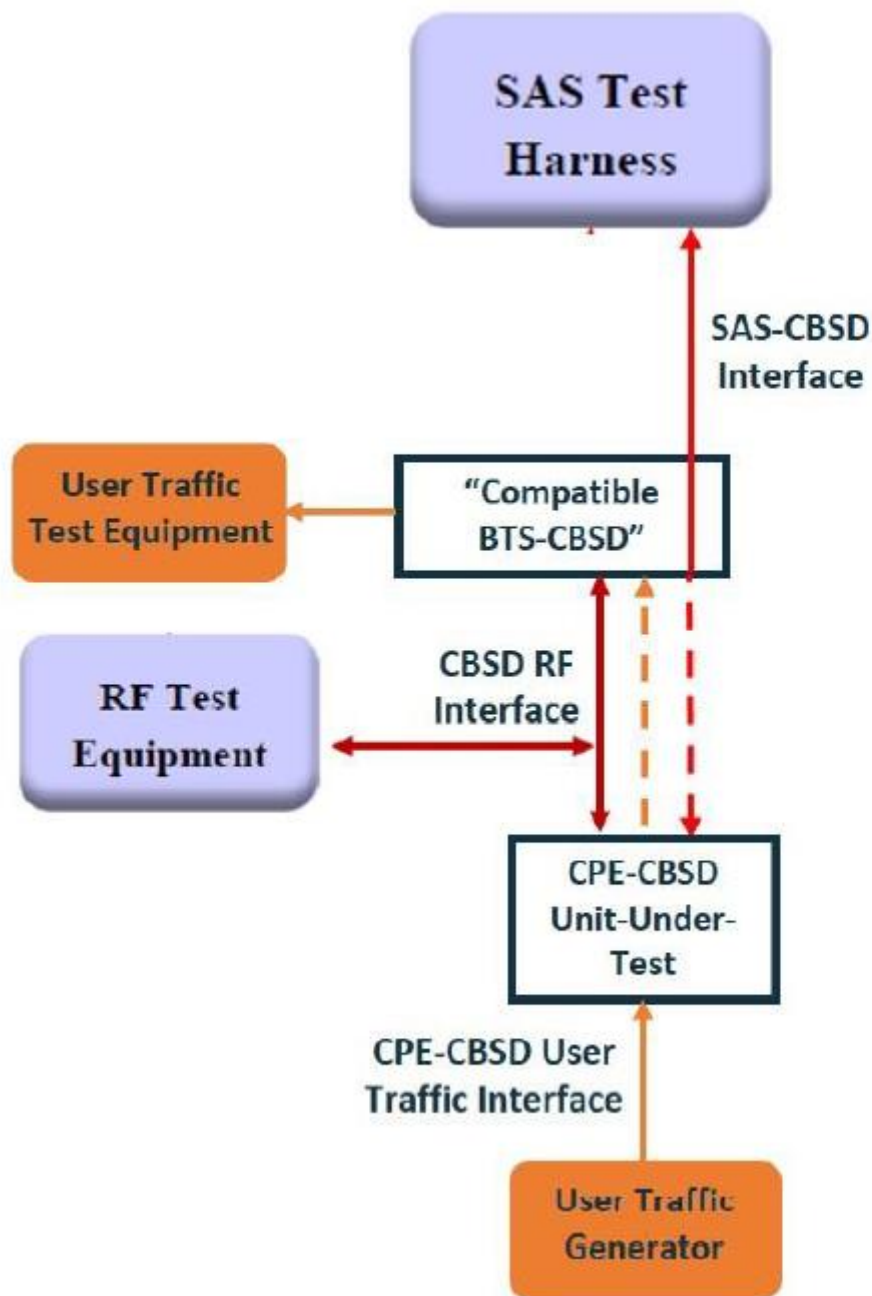 SAS Test
Harness
SAS-CBSD
Interface
User Traffic
Test Equipment
“Compatible
BTS-CBSD”
CBSD RF
Interface
RF Test
Equipment
CPE-CBSD
Unit-Under-
Test
CPE-CBSD User
Traffic Interface
User Traffic
Generator